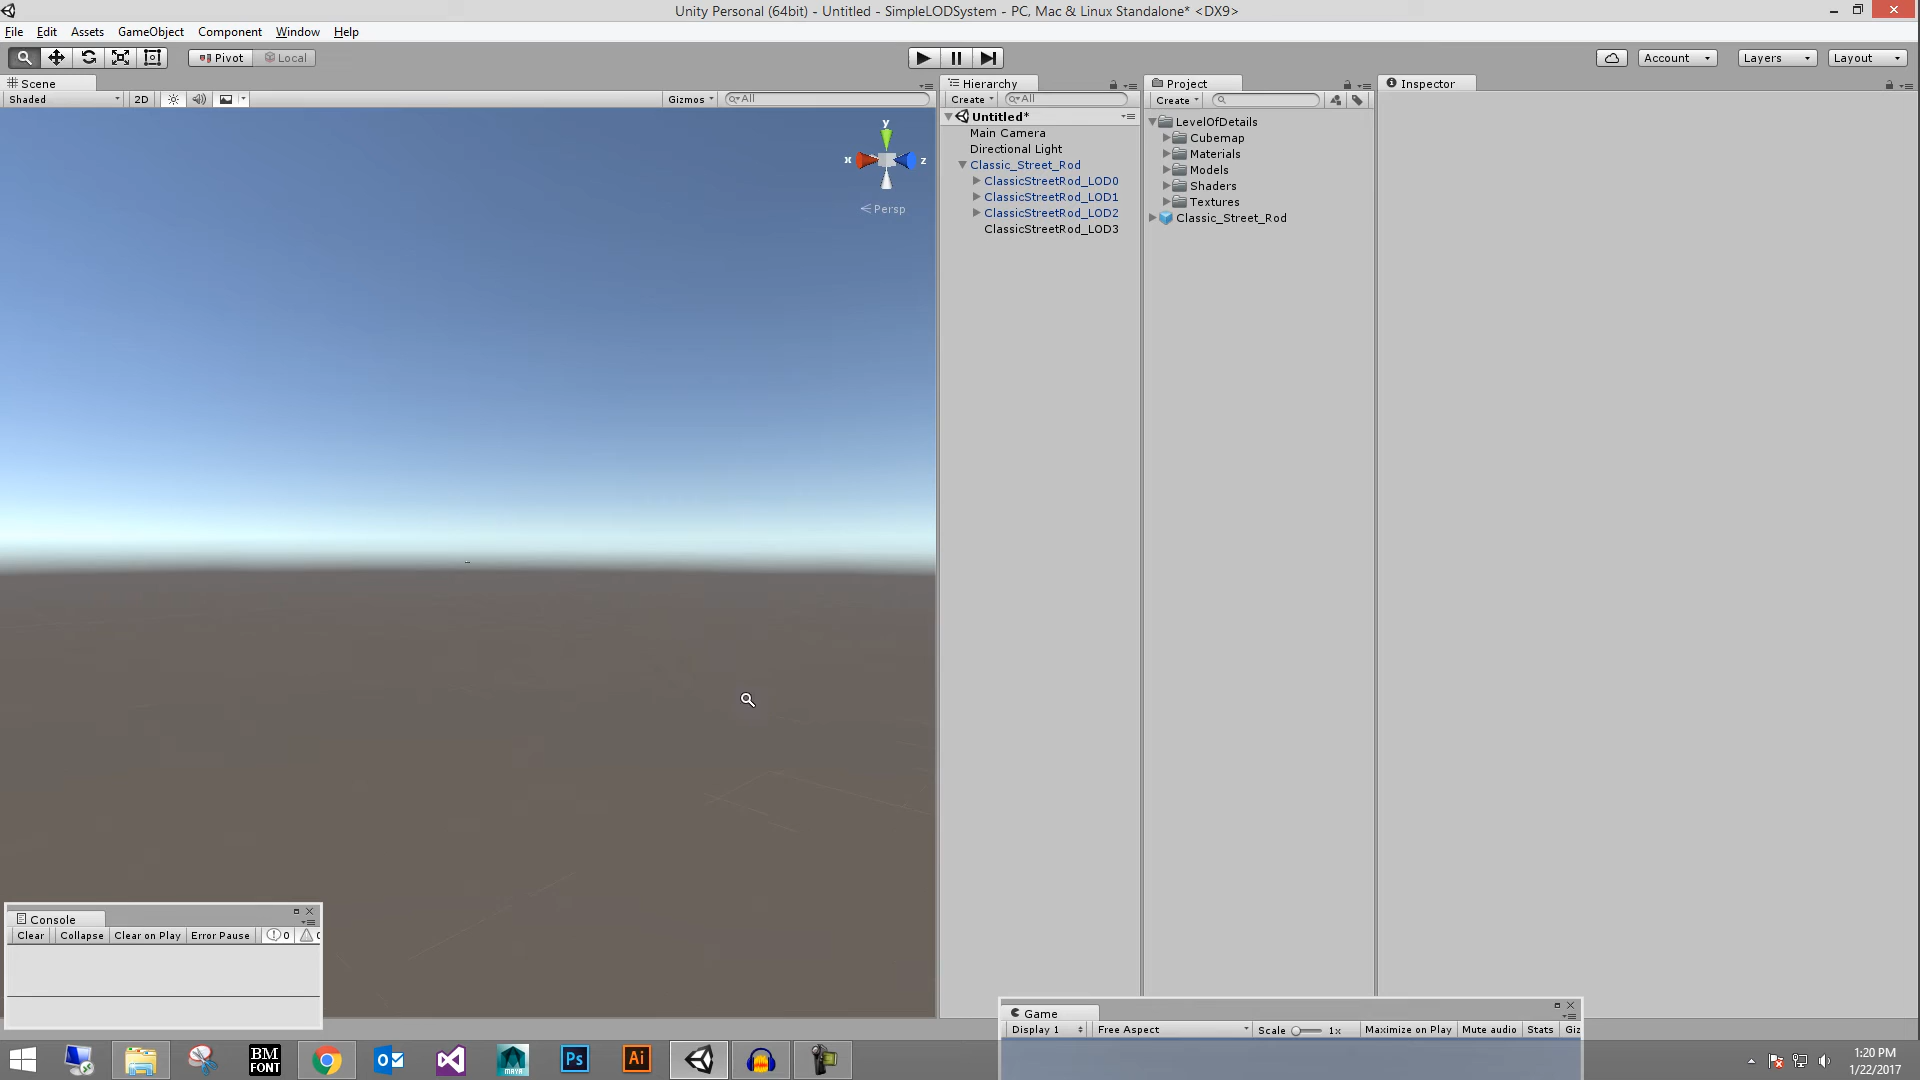 Unity Personal (64bit) - Untitled - SimpleLODSystem - PC, Mac & Linux Standalone* <DX9>
File Edit Assets GameObject Component Window Help
Pivot Local
Account Layers Layout
Scene
Shaded 2D Gizmos All
y
x z
Persp
Hierarchy
Create All
Untitled*
Main Camera
Directional Light
Classic_Street_Rod
ClassicStreetRod_LOD0
ClassicStreetRod_LOD1
ClassicStreetRod_LOD2
ClassicStreetRod_LOD3
Project
Create
LevelOfDetails
Cubemap
Materials
Models
Shaders
Textures
Classic_Street_Rod
Inspector
Console
Clear Collapse Clear on Play Error Pause 0
Game
Display 1 Free Aspect Scale 1x Maximize on Play Mute audio Stats Giz
BM
FONT
MAYA
Ps
Ai
1:20 PM
1/22/2017